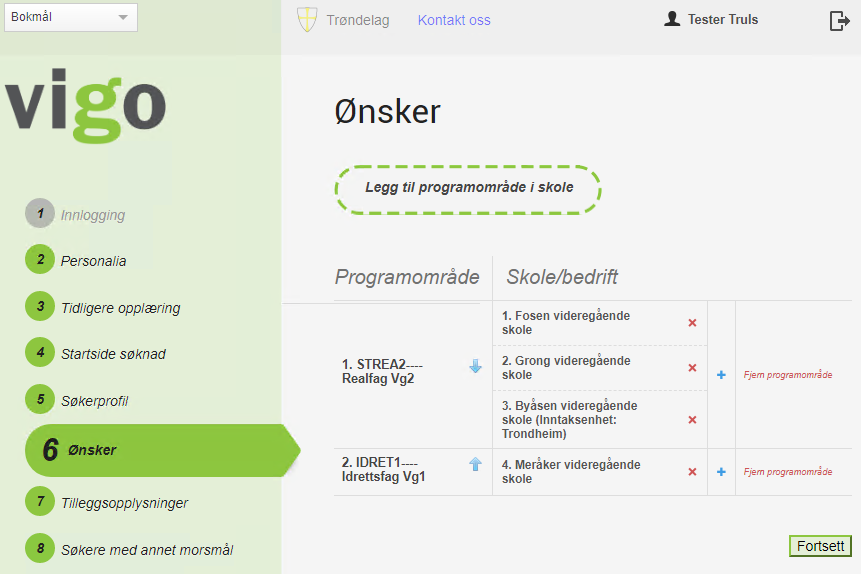 Bokmål
Trøndelag
Kontakt oss
Tester Truls
vigo
1 Innlogging
2 Personalia
3 Tidligere opplæring
4 Startside søknad
5 Søkerprofil
6 Ønsker
7 Tilleggsopplysninger
8 Søkere med annet morsmål
Ønsker
Legg til programområde i skole
Programområde
Skole/bedrift
1. STREA2----
Realfag Vg2
1. Fosen videregående
skole
2. Grong videregående
skole
3. Byåsen videregående
skole (Inntaksenhet:
Trondheim)
Fjern programområde
2. IDRET1----
Idrettsfag Vg1
4. Meråker videregående
skole
Fjern programområde
Fortsett